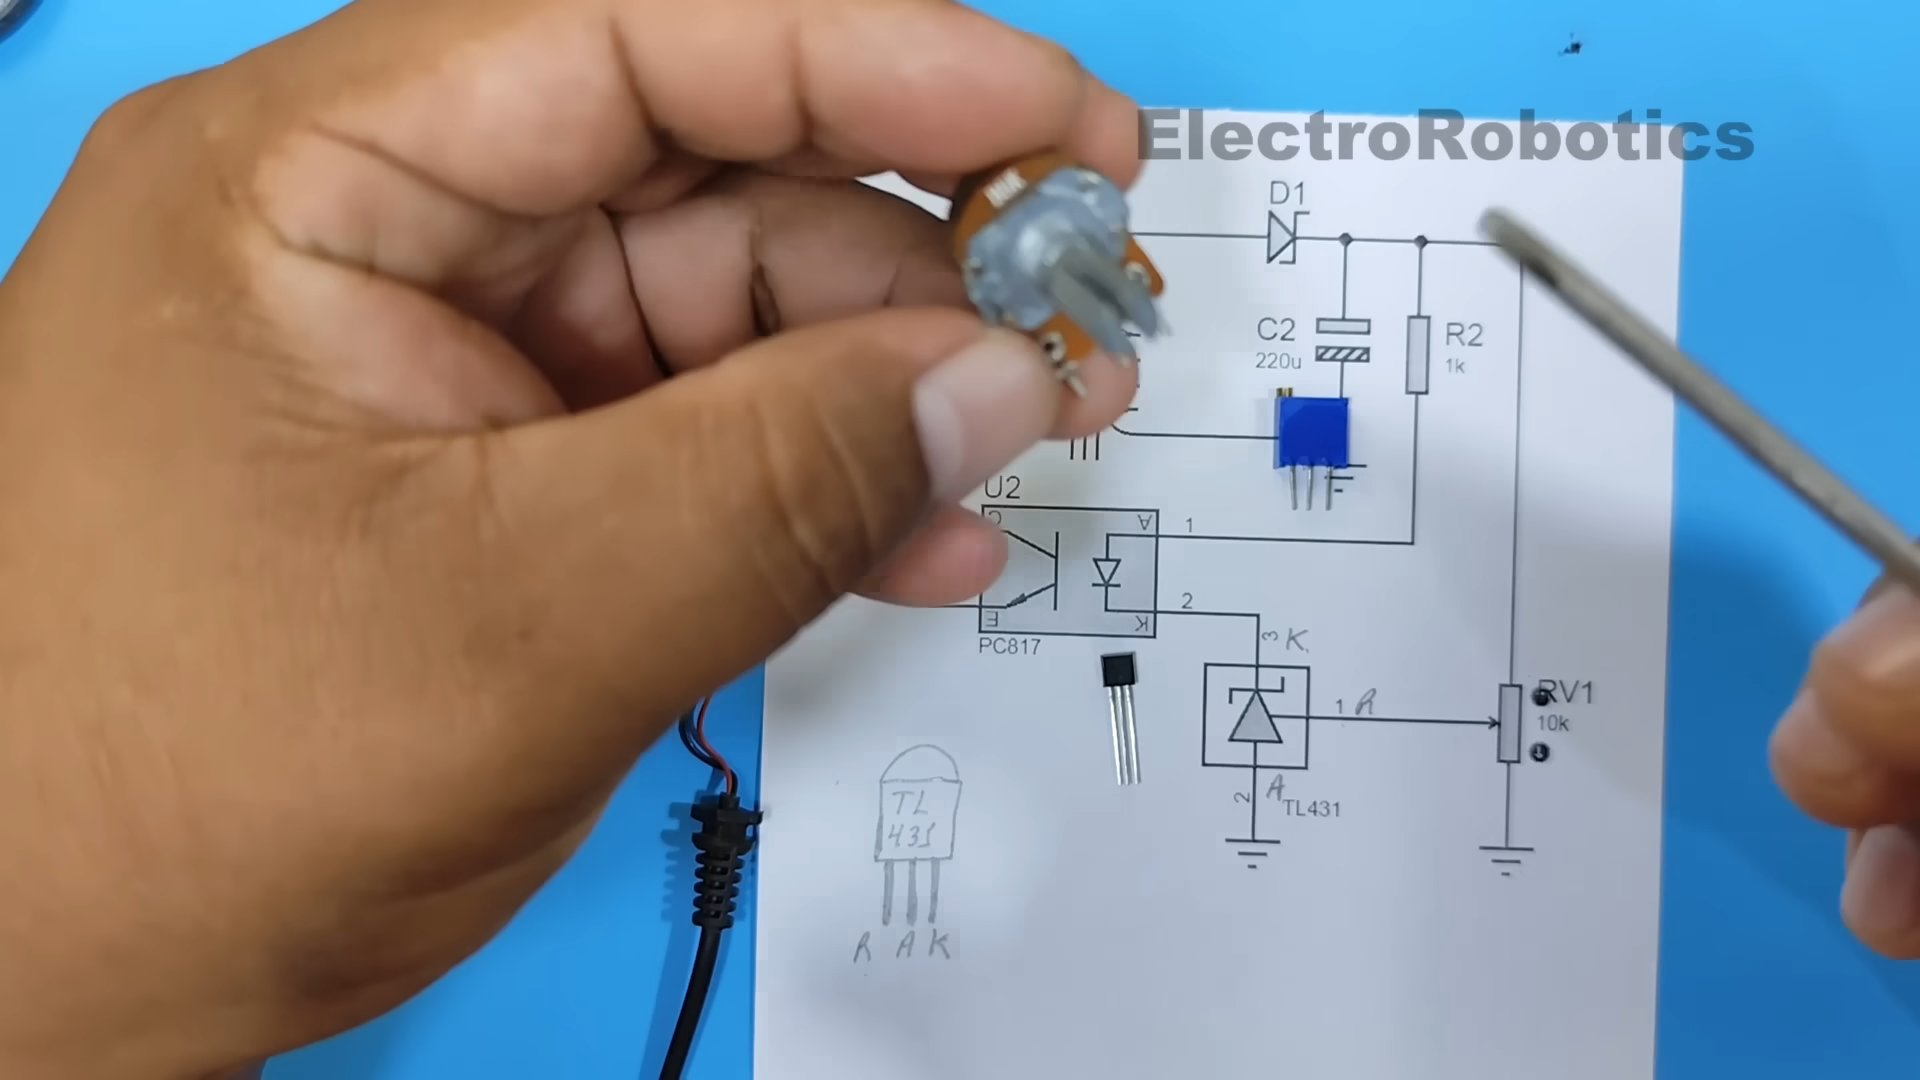 ElectroRobotics
D1
C2
220u
R2
1k
U2
C
A
1
2
E
K
PC817
3 K.
1 R
RV1
10k
2
A
TL431
TL
431
R A K